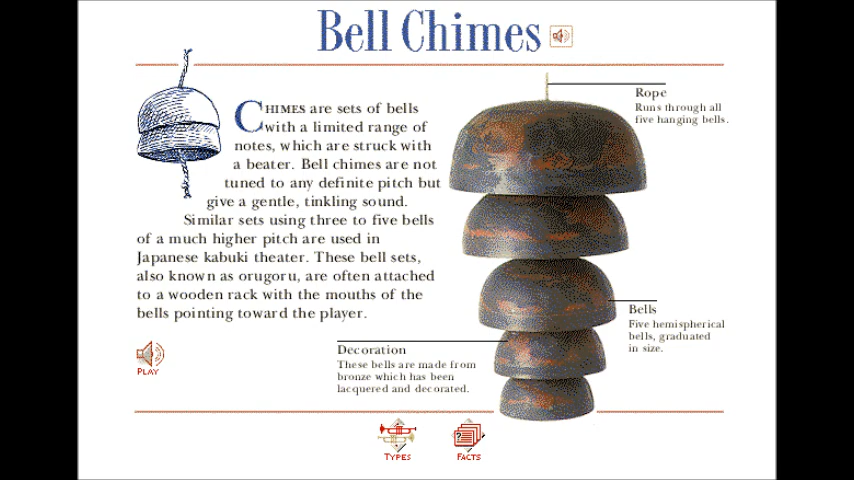 Bell Chimes
CHIMES are sets of bells
with a limited range of
notes, which are struck with
a beater. Bell chimes are not
tuned to any definite pitch but
give a gentle, tinkling sound.
Similar sets using three to five bells
of a much higher pitch are used in
Japanese kabuki theater. These bell sets,
also known as orugoru, are often attached
to a wooden rack with the mouths of the
bells pointing toward the player.
PLAY
Rope
Runs through all
five hanging bells.
Bells
Five hemispherical
bells, graduated
in size.
Decoration
These bells are made from
bronze which has been
lacquered and decorated.
TYPES
FACTS